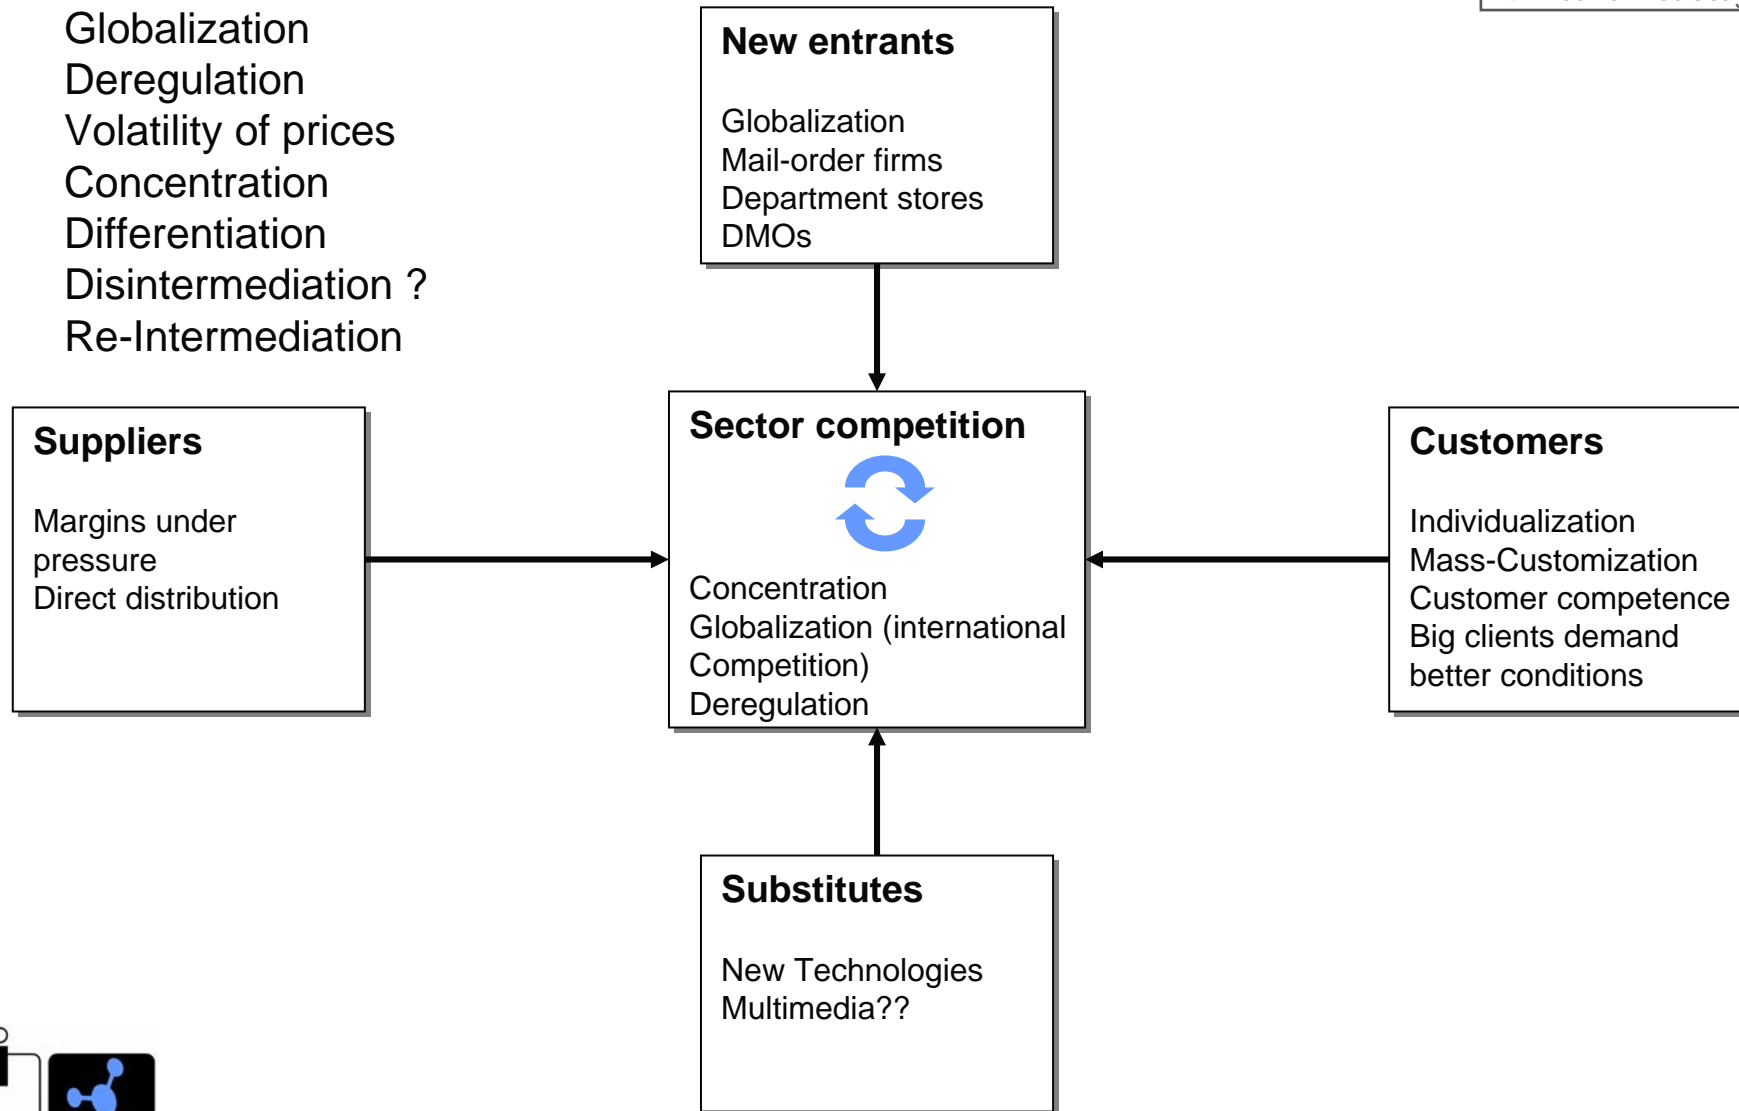 Globalization
Deregulation
Volatility of prices
Concentration
Differentiation
Disintermediation ?
Re-Intermediation
New entrants
Globalization
Mail-order firms
Department stores
DMOs
Suppliers
Margins under
pressure
Direct distribution
Sector competition
Concentration
Globalization (international
Competition)
Deregulation
Customers
Individualization
Mass-Customization
Customer competence
Big clients demand
better conditions
Substitutes
New Technologies
Multimedia??